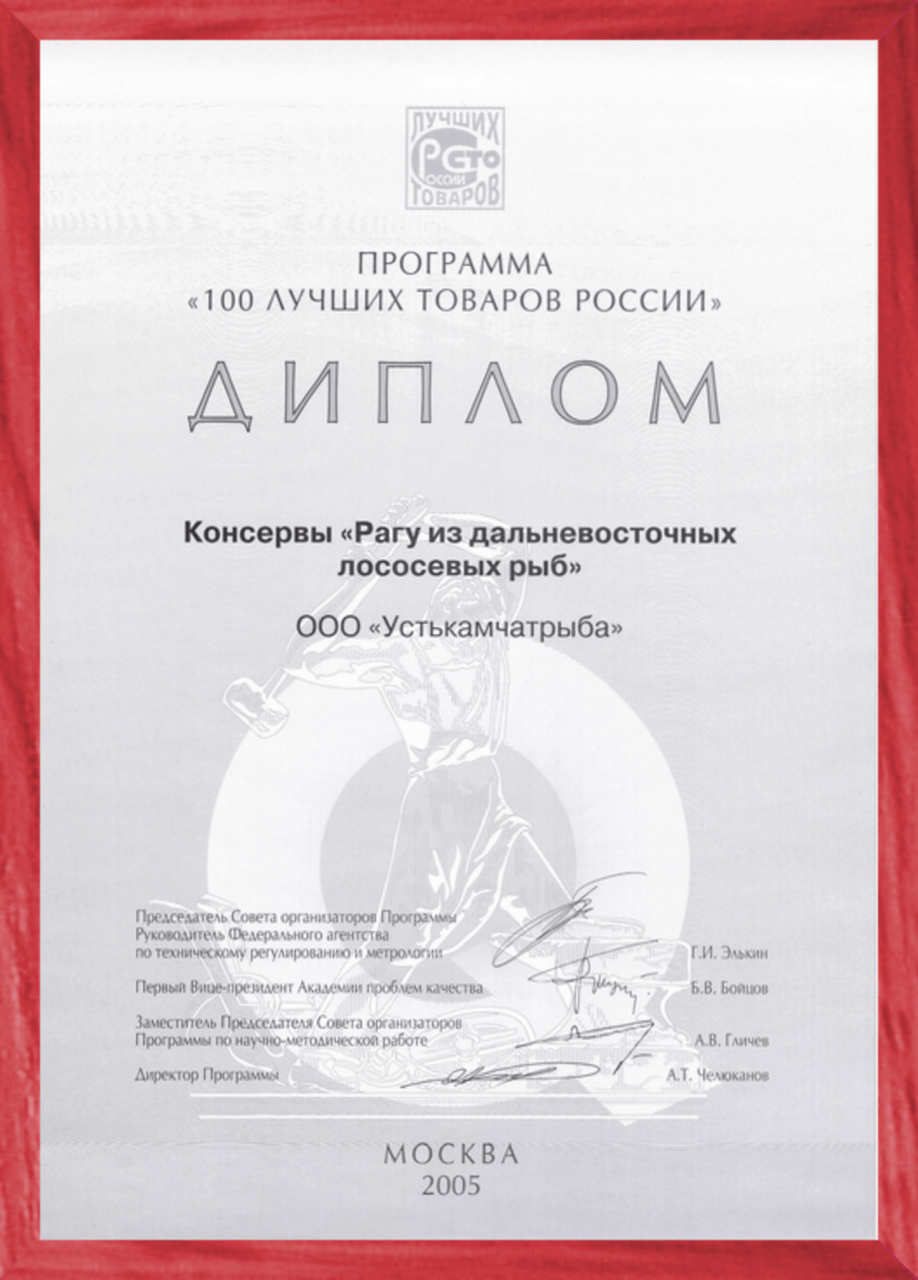 ЛУЧШИХ
РОССИИ СТО
ТОВАРОВ
ПРОГРАММА
«100 ЛУЧШИХ ТОВАРОВ РОССИИ»
ДИПЛОМ
Консервы «Рагу из дальневосточных
лососевых рыб»
ООО «Устькамчатрыба»
Председатель Совета организаторов Программы
Руководитель Федерального агентства
по техническому регулированию и метрологии Г.И. Элькин
Первый Вице-президент Академии проблем качества Б.В. Бойцов
Заместитель Председателя Совета организаторов
Программы по научно-методической работе А.В. Гличев
Директор Программы А.Т. Челюканов
МОСКВА
2005